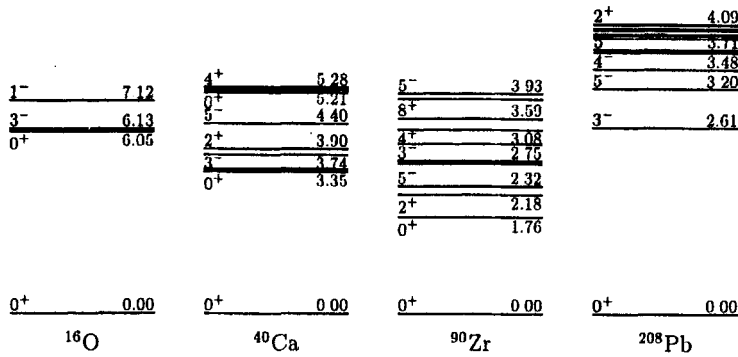 1⁻ 7.12
3⁻ 6.13
0⁺ 6.05
0⁺ 0.00
¹⁶O
4⁺ 5.28
0⁺ 5.21
5⁻ 4 40
2⁺ 3.90
3⁻ 3.74
0⁺ 3.35
0⁺ 0 00
⁴⁰Ca
5⁻ 3 93
8⁺ 3.59
4⁺ 3.08
3⁻ 2 75
5⁻ 2 32
2⁺ 2.18
0⁺ 1.76
0⁺ 0 00
⁹⁰Zr
2⁺ 4.09
5⁻ 3.71
4⁻ 3.48
5⁻ 3 20
3⁻ 2.61
0⁺ 0 00
²⁰⁸Pb